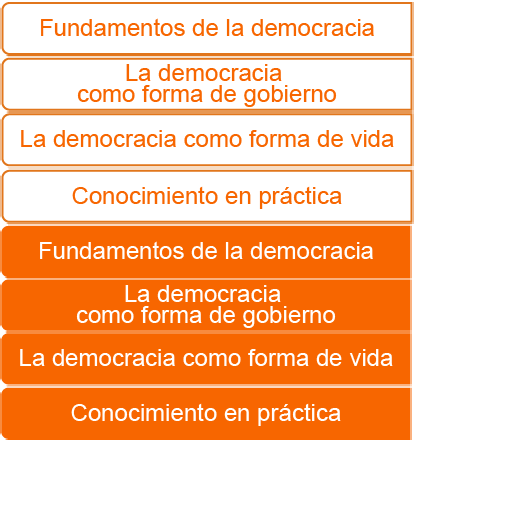 Fundamentos de la democracia
La democracia
como forma de gobierno
La democracia como forma de vida
Conocimiento en práctica
Fundamentos de la democracia
La democracia
como forma de gobierno
La democracia como forma de vida
Conocimiento en práctica